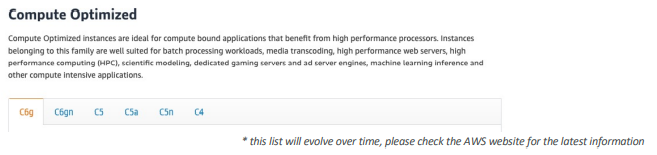 Compute Optimized
Compute Optimized instances are ideal for compute bound applications that benefit from high performance processors. Instances
belonging to this family are well suited for batch processing workloads, media transcoding, high performance web servers, high
performance computing (HPC), scientific modeling, dedicated gaming servers and ad server engines, machine learning inference and
other compute intensive applications.
C6g C6gn C5 C5a C5n C4
* this list will evolve over time, please check the AWS website for the latest information